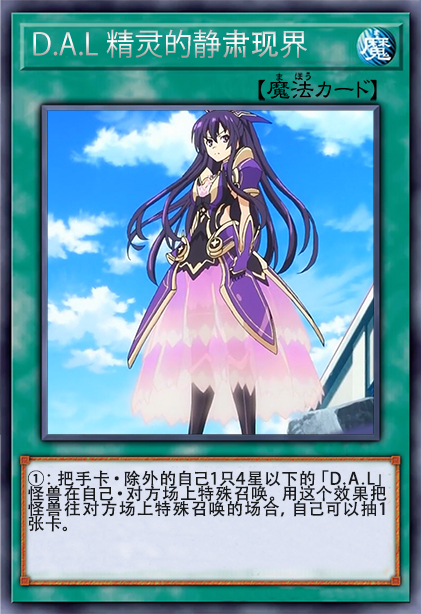 D.A.L 精灵的静肃现界
魔
まほう
【魔法カード】
①：把手卡・除外的自己1只4星以下的「D.A.L」
怪兽在自己・对方场上特殊召唤。用这个效果把
怪兽往对方场上特殊召唤的场合，自己可以抽1
张卡。